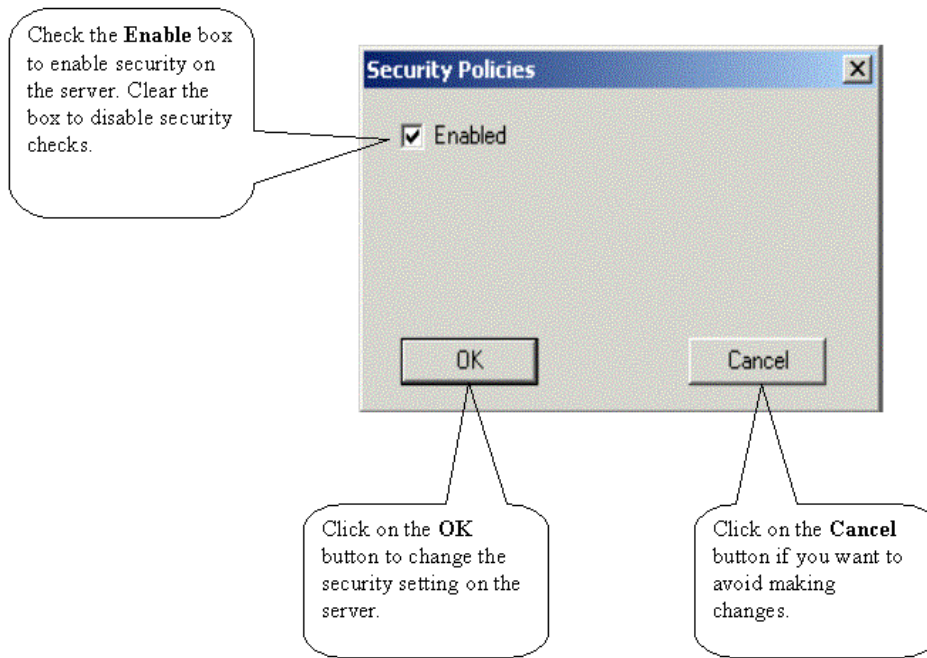 Check the Enable box
to enable security on
the server. Clear the
box to disable security
checks.
Security Policies
Enabled
OK
Cancel
Click on the OK
button to change the
security setting on the
server.
Click on the Cancel
button if you want to
avoid making
changes.